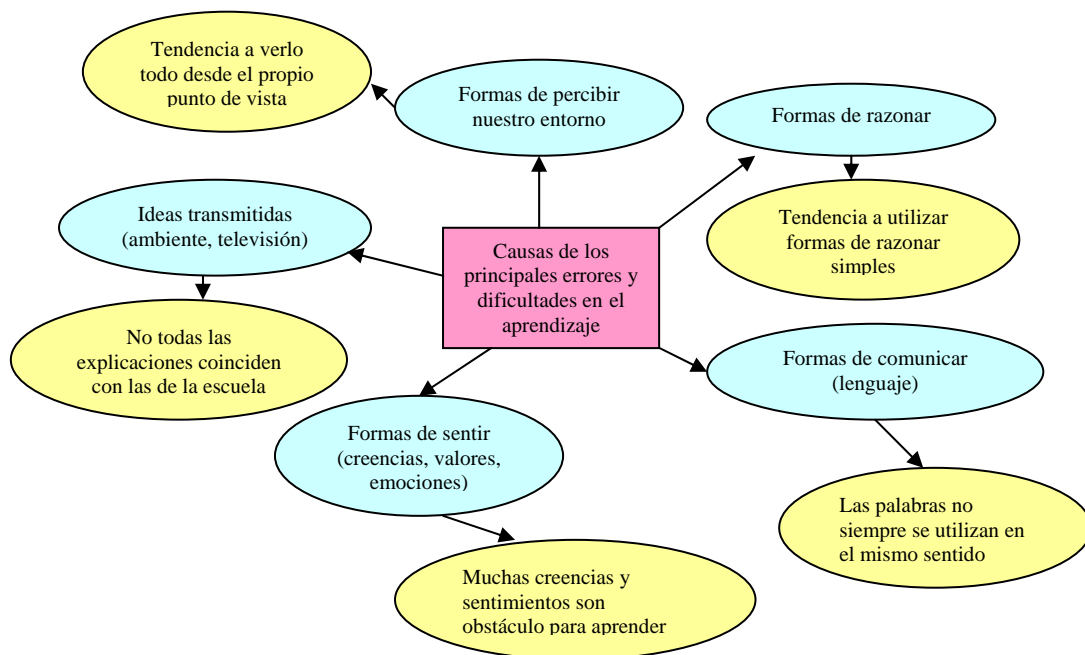 Tendencia a verlo
todo desde el propio
punto de vista
Formas de percibir
nuestro entorno
Formas de razonar
Ideas transmitidas
(ambiente, televisión)
Tendencia a utilizar
formas de razonar
simples
Causas de los
principales errores y
dificultades en el
aprendizaje
No todas las
explicaciones coinciden
con las de la escuela
Formas de comunicar
(lenguaje)
Formas de sentir
(creencias, valores,
emociones)
Las palabras no
siempre se utilizan en
el mismo sentido
Muchas creencias y
sentimientos son
obstáculo para aprender